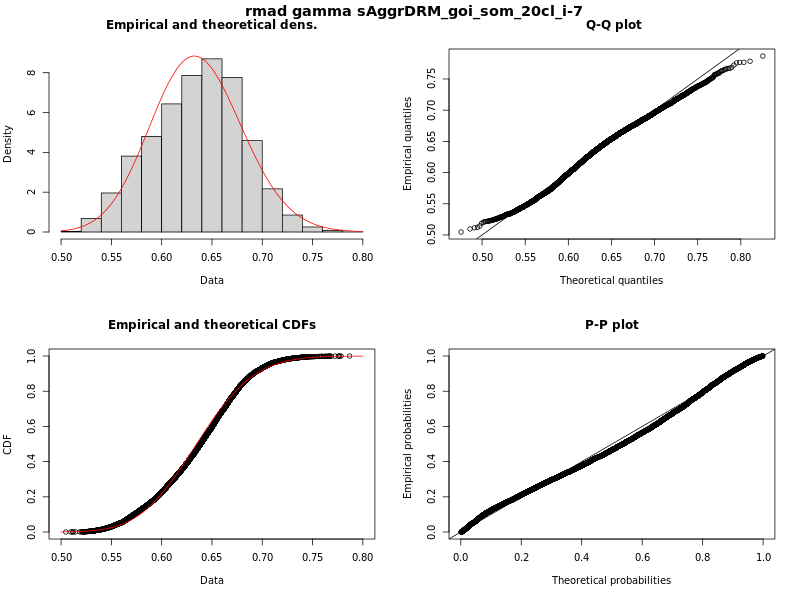 rmad gamma sAggrDRM_goi_som_20cl_i-7
Empirical and theoretical dens.
Density
0 2 4 6 8
0.50 0.55 0.60 0.65 0.70 0.75 0.80
Data
Q-Q plot
Empirical quantiles
0.50 0.55 0.60 0.65 0.70 0.75
0.50 0.55 0.60 0.65 0.70 0.75 0.80
Theoretical quantiles
Empirical and theoretical CDFs
CDF
0.0 0.2 0.4 0.6 0.8 1.0
0.50 0.55 0.60 0.65 0.70 0.75 0.80
Data
P-P plot
Empirical probabilities
0.0 0.2 0.4 0.6 0.8 1.0
0.0 0.2 0.4 0.6 0.8 1.0
Theoretical probabilities